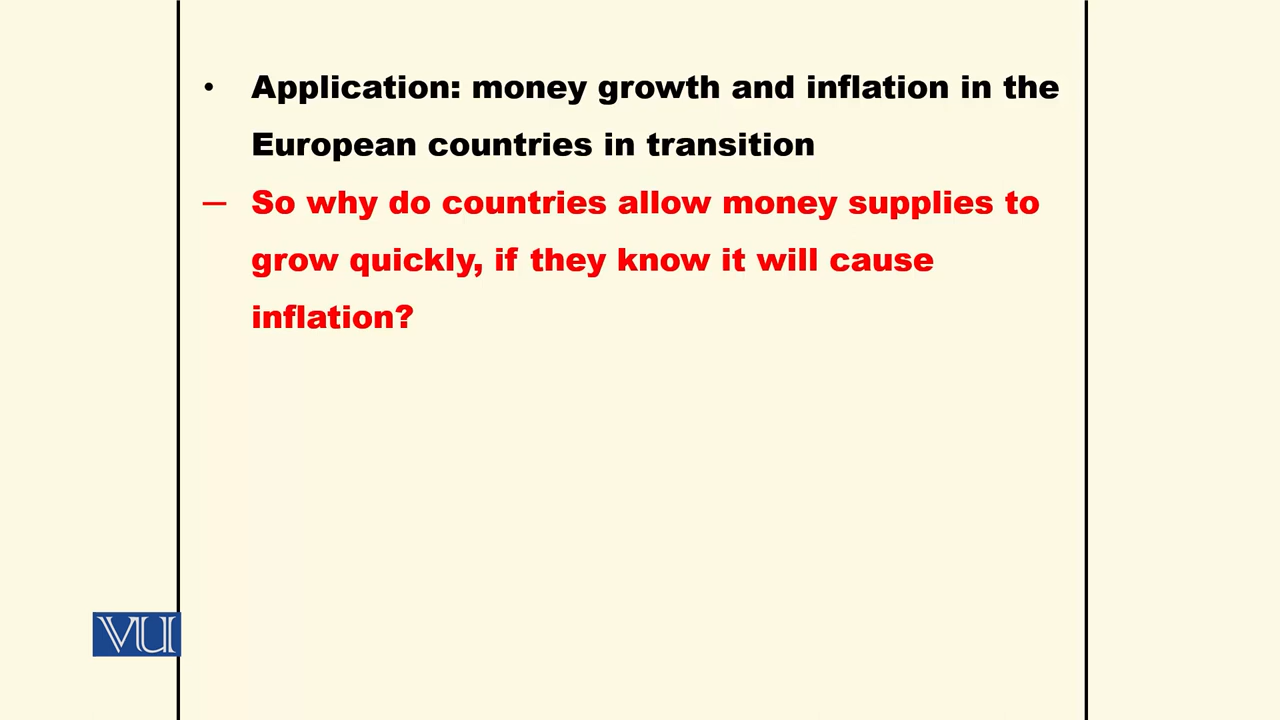 • Application: money growth and inflation in the
European countries in transition
— So why do countries allow money supplies to
grow quickly, if they know it will cause
inflation?
VU